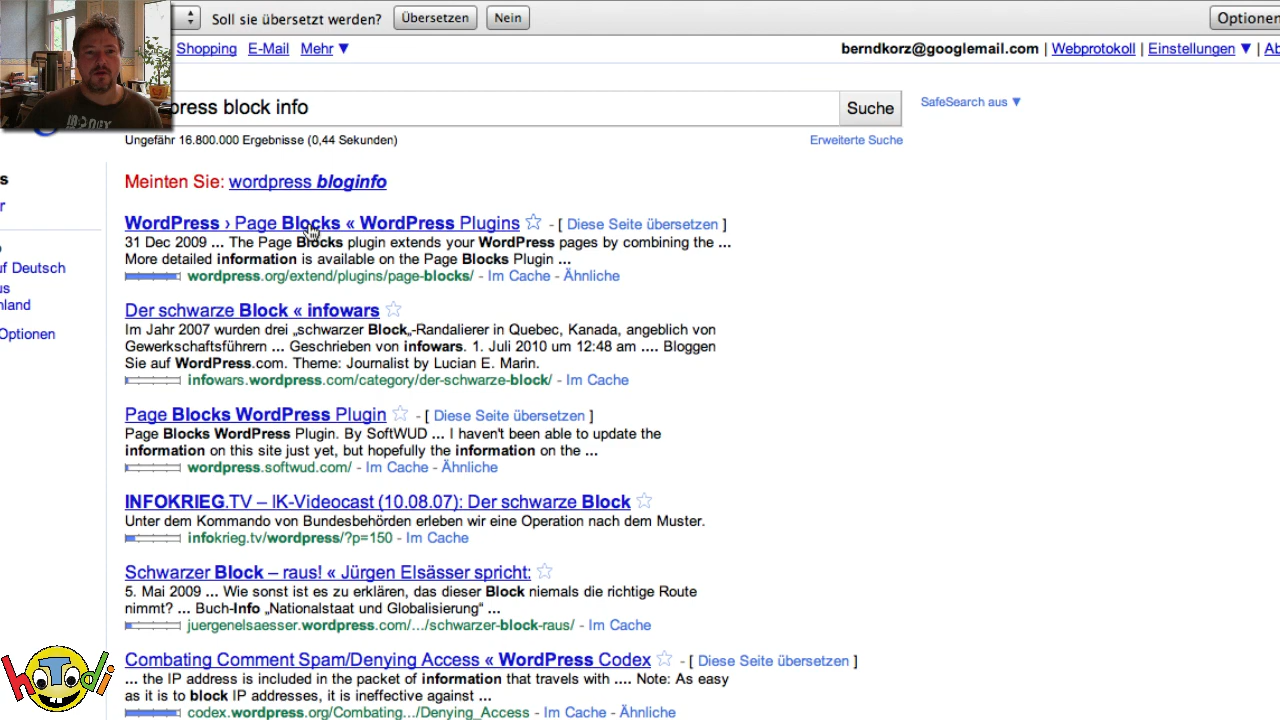 Soll sie übersetzt werden? Übersetzen Nein Optionen
Shopping E-Mail Mehr ▼ berndkorz@googlemail.com | Webprotokoll | Einstellungen ▼ |
press block info Suche SafeSearch aus ▼
Ungefähr 16.800.000 Ergebnisse (0,44 Sekunden) Erweiterte Suche
Meinten Sie: wordpress bloginfo
WordPress › Page Blocks « WordPress Plugins - [ Diese Seite übersetzen ]
31 Dec 2009 ... The Page Blocks plugin extends your WordPress pages by combining the ...
More detailed information is available on the Page Blocks Plugin ...
wordpress.org/extend/plugins/page-blocks/ - Im Cache - Ähnliche
uf Deutsch
nland
Optionen
Der schwarze Block « infowars
Im Jahr 2007 wurden drei „schwarzer Block„-Randalierer in Quebec, Kanada, angeblich von
Gewerkschaftsführern ... Geschrieben von infowars. 1. Juli 2010 um 12:48 am .... Bloggen
Sie auf WordPress.com. Theme: Journalist by Lucian E. Marin.
infowars.wordpress.com/category/der-schwarze-block/ - Im Cache
Page Blocks WordPress Plugin - [ Diese Seite übersetzen ]
Page Blocks WordPress Plugin. By SoftWUD ... I haven't been able to update the
information on this site just yet, but hopefully the information on the ...
wordpress.softwud.com/ - Im Cache - Ähnliche
INFOKRIEG.TV – IK-Videocast (10.08.07): Der schwarze Block
Unter dem Kommando von Bundesbehörden erleben wir eine Operation nach dem Muster.
infokrieg.tv/wordpress/?p=150 - Im Cache
Schwarzer Block – raus! « Jürgen Elsässer spricht:
5. Mai 2009 ... Wie sonst ist es zu erklären, das dieser Block niemals die richtige Route
nimmt? ... Buch-Info „Nationalstaat und Globalisierung“ ...
juergenelsaesser.wordpress.com/.../schwarzer-block-raus/ - Im Cache
Combating Comment Spam/Denying Access « WordPress Codex - [ Diese Seite übersetzen ]
... the IP address is included in the packet of information that travels with .... Note: As easy
as it is to block IP addresses, it is ineffective against ...
codex.wordpress.org/Combating.../Denying_Access - Im Cache - Ähnliche
hoTodi